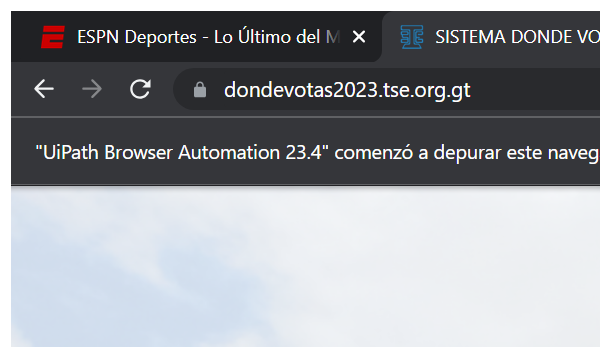 ESPN Deportes - Lo Último del M
SISTEMA DONDE VO
dondevotas2023.tse.org.gt
"UiPath Browser Automation 23.4" comenzó a depurar este naveg